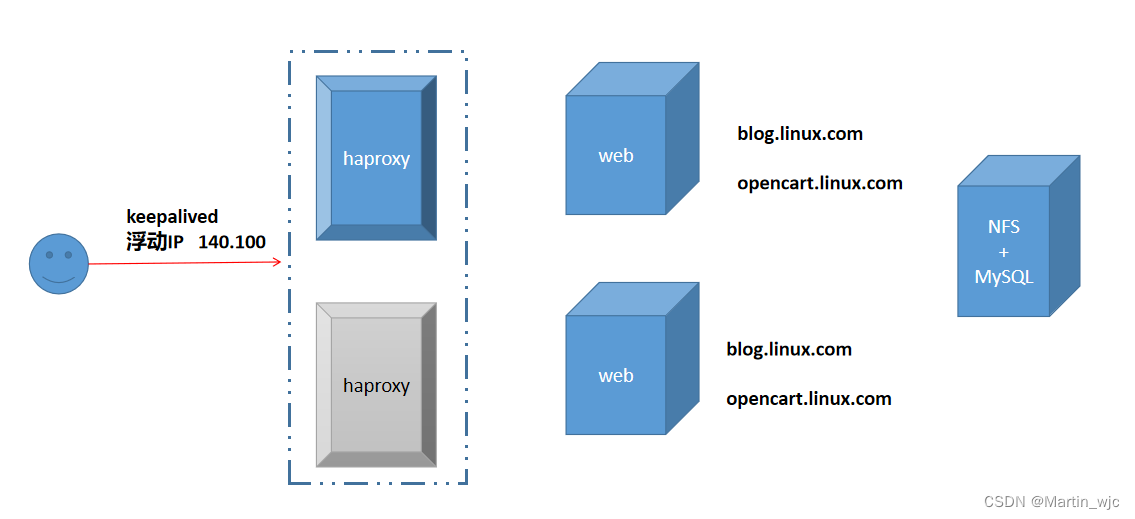 keepalived
浮动IP 140.100
haproxy
haproxy
web
blog.linux.com
opencart.linux.com
web
blog.linux.com
opencart.linux.com
NFS
+
MySQL
CSDN @Martin_wjc